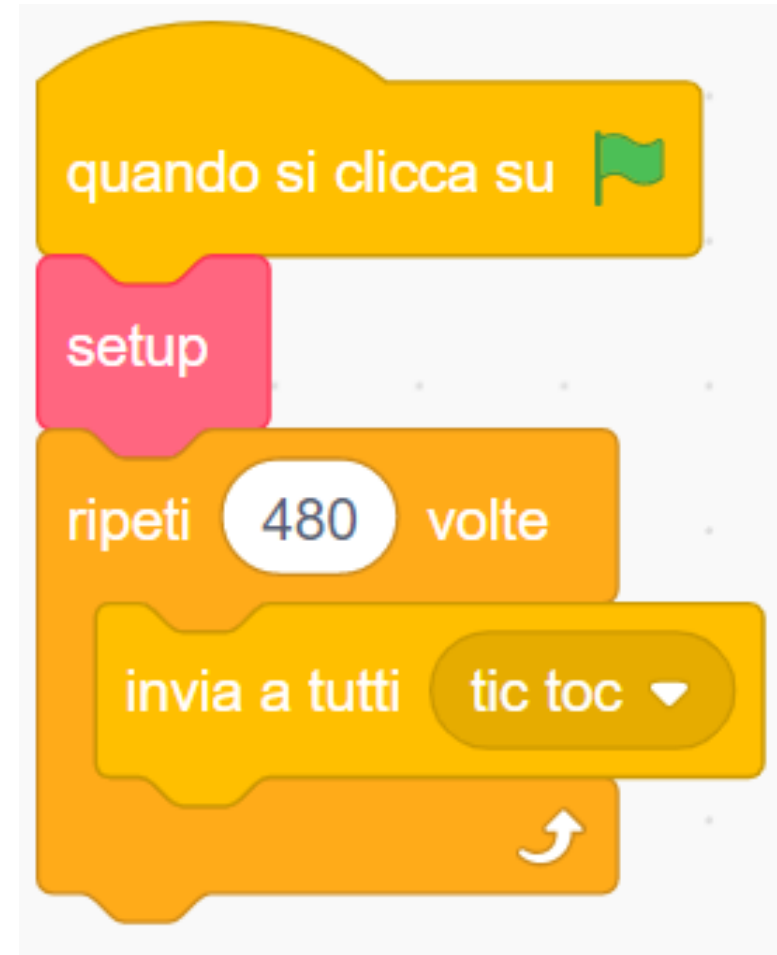 quando si clicca su
setup
ripeti 480 volte
invia a tutti tic toc